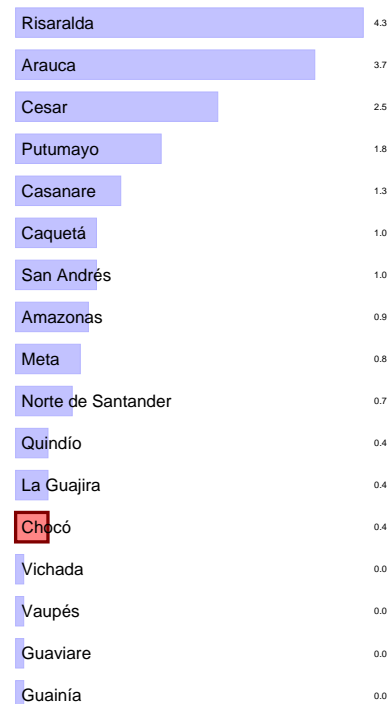 Risaralda 4.3
Arauca 3.7
Cesar 2.5
Putumayo 1.8
Casanare 1.3
Caquetá 1.0
San Andrés 1.0
Amazonas 0.9
Meta 0.8
Norte de Santander 0.7
Quindío 0.4
La Guajira 0.4
Chocó 0.4
Vichada 0.0
Vaupés 0.0
Guaviare 0.0
Guainía 0.0